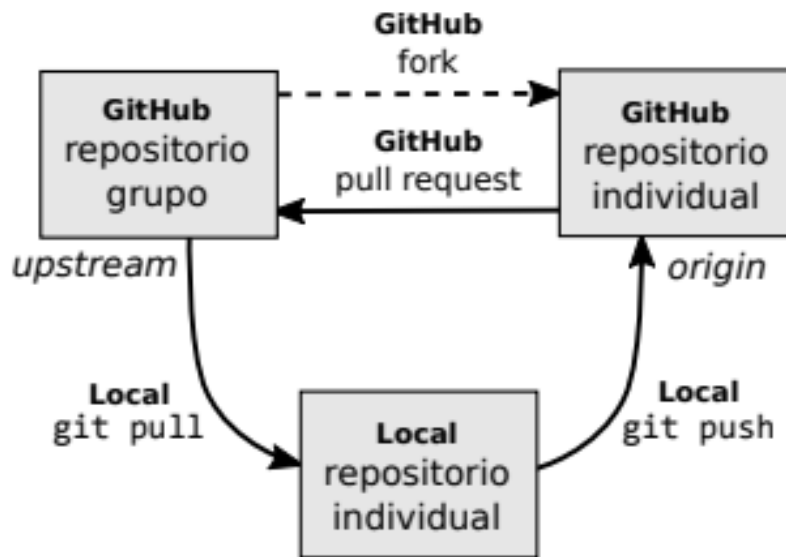 GitHub
fork
GitHub
repositorio
grupo
GitHub
pull request
GitHub
repositorio
individual
upstream
origin
Local
git pull
Local
repositorio
individual
Local
git push